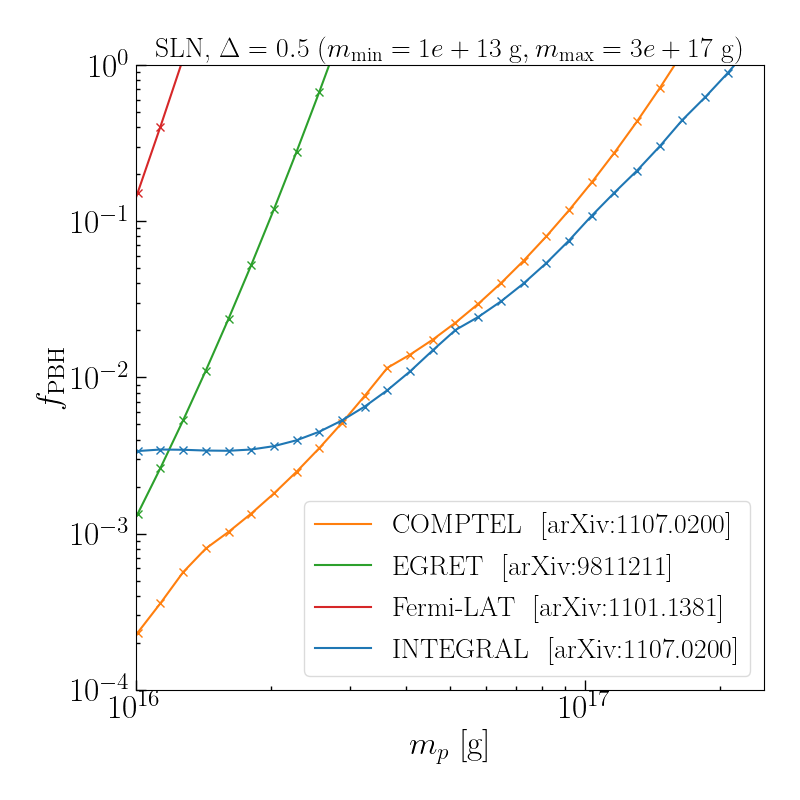 SLN, Δ = 0.5 (m_min = 1e + 13 g, m_max = 3e + 17 g)
10^0
10^−1
10^−2
10^−3
10^−4
f_PBH
COMPTEL [arXiv:1107.0200]
EGRET [arXiv:9811211]
Fermi-LAT [arXiv:1101.1381]
INTEGRAL [arXiv:1107.0200]
10^16 10^17
m_p [g]